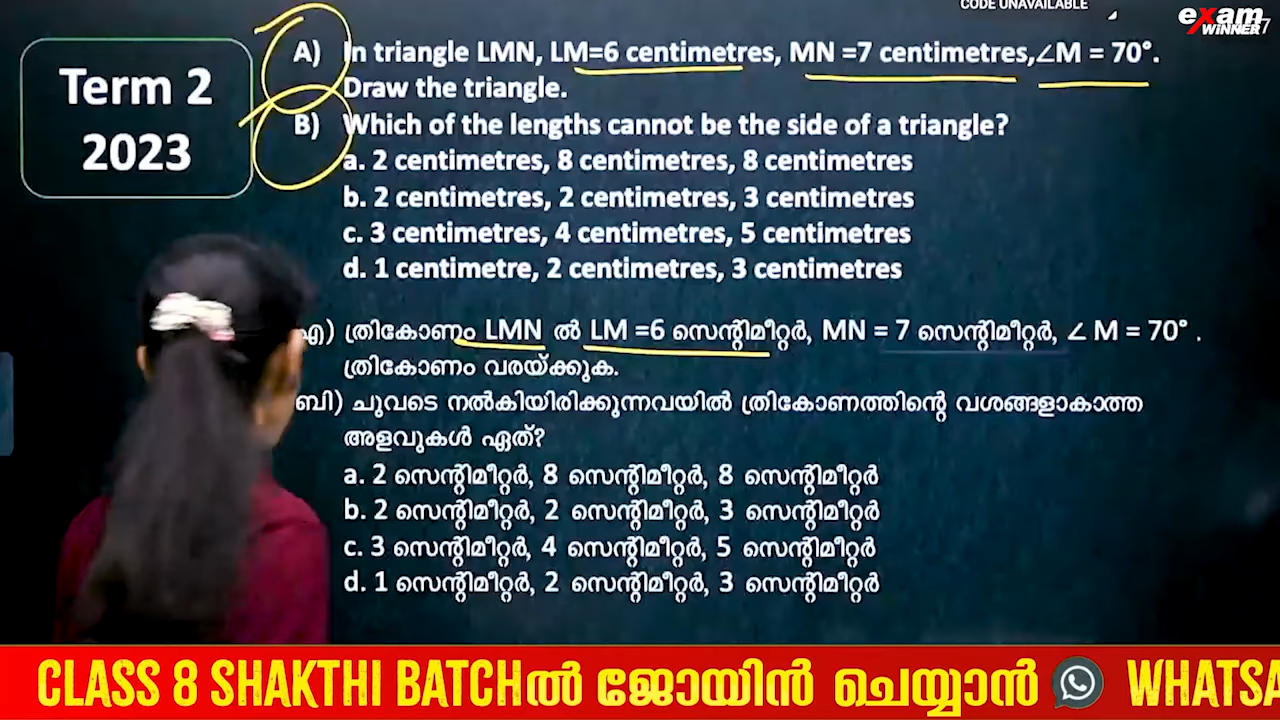 CODE UNAVAILABLE
exam
WINNER
Term 2
2023
A) In triangle LMN, LM=6 centimetres, MN =7 centimetres,∠M = 70°.
Draw the triangle.
B) Which of the lengths cannot be the side of a triangle?
a. 2 centimetres, 8 centimetres, 8 centimetres
b. 2 centimetres, 2 centimetres, 3 centimetres
c. 3 centimetres, 4 centimetres, 5 centimetres
d. 1 centimetre, 2 centimetres, 3 centimetres
എ) ത്രികോണം LMN ൽ LM =6 സെന്റിമീറ്റർ, MN = 7 സെന്റിമീറ്റർ, ∠ M = 70° .
ത്രികോണം വരയ്ക്കുക.
ബി) ചുവടെ നൽകിയിരിക്കുന്നവയിൽ ത്രികോണത്തിന്റെ വശങ്ങളാകാത്ത
അളവുകൾ ഏത്?
a. 2 സെന്റിമീറ്റർ, 8 സെന്റിമീറ്റർ, 8 സെന്റിമീറ്റർ
b. 2 സെന്റിമീറ്റർ, 2 സെന്റിമീറ്റർ, 3 സെന്റിമീറ്റർ
c. 3 സെന്റിമീറ്റർ, 4 സെന്റിമീറ്റർ, 5 സെന്റിമീറ്റർ
d. 1 സെന്റിമീറ്റർ, 2 സെന്റിമീറ്റർ, 3 സെന്റിമീറ്റർ
CLASS 8 SHAKTHI BATCHൽ ജോയിൻ ചെയ്യാൻ WHATSA